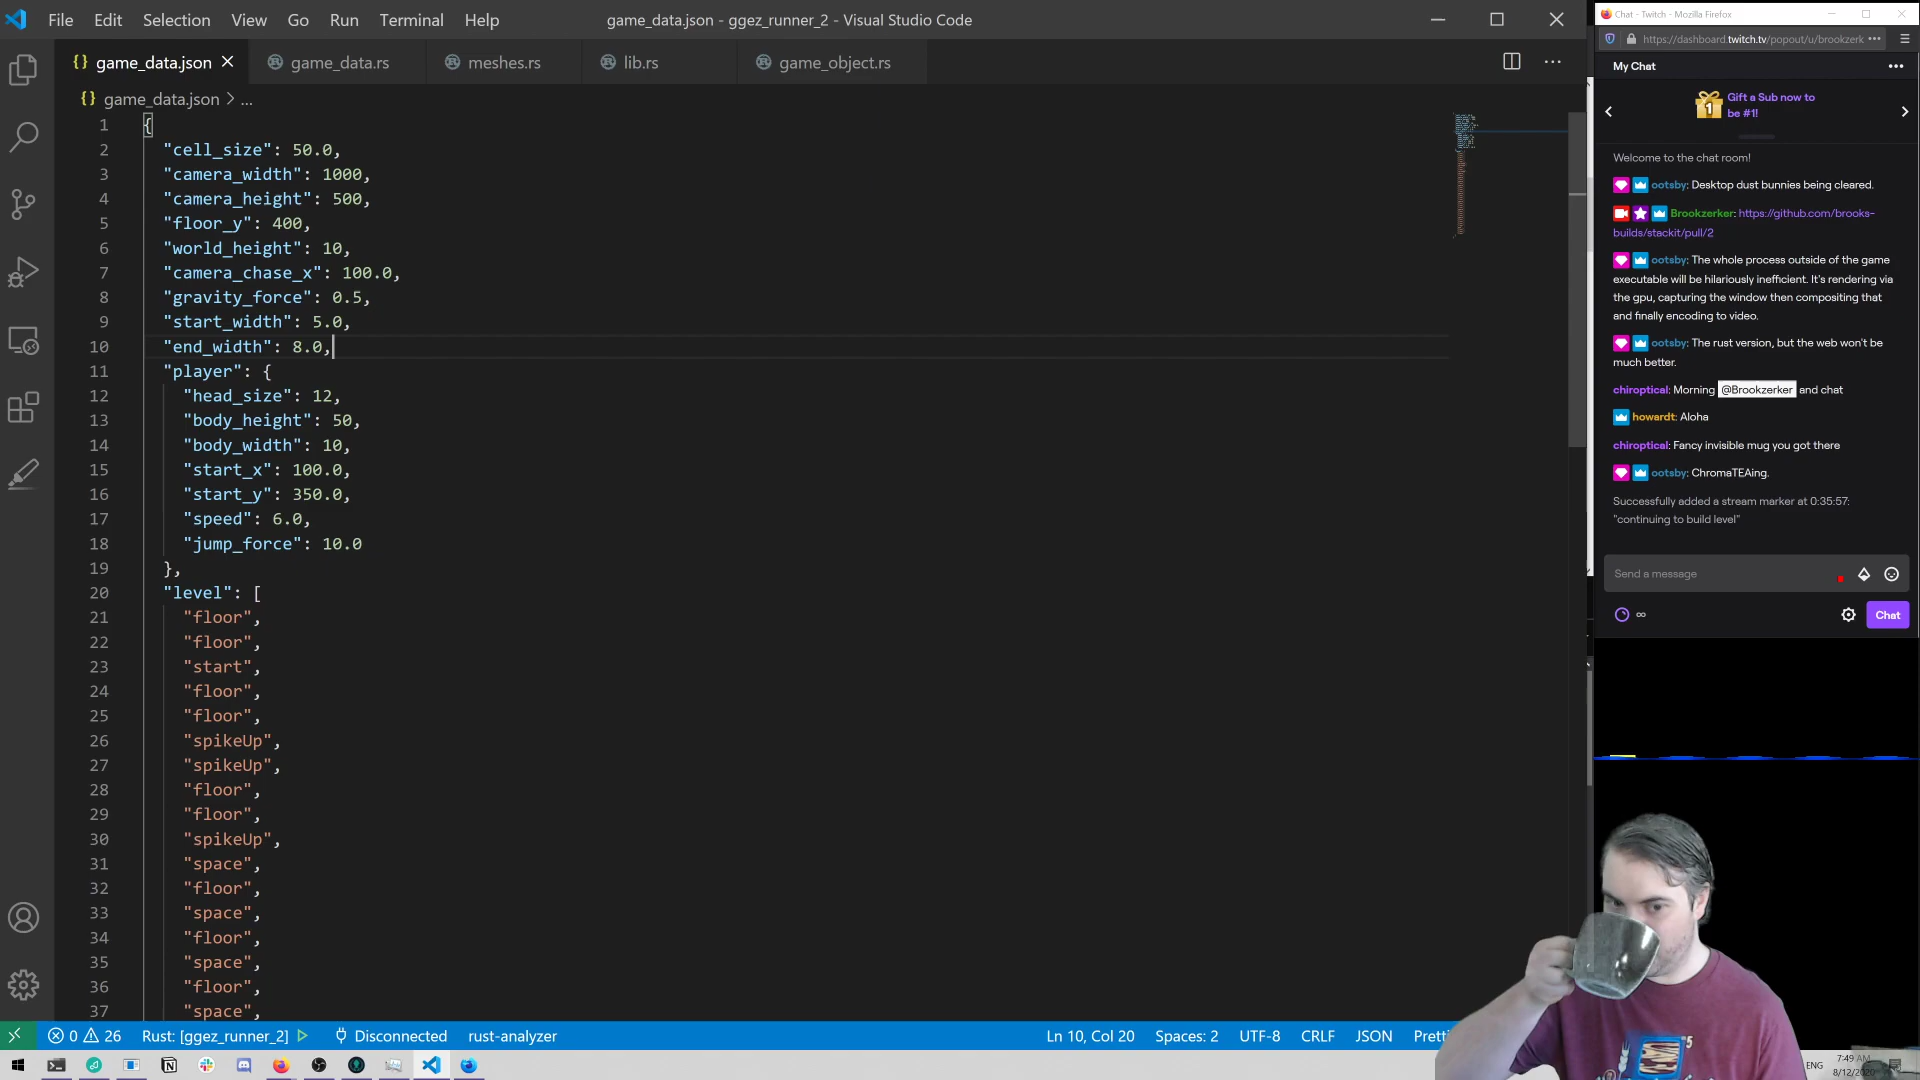 File Edit Selection View Go Run Terminal Help
game_data.json - ggez_runner_2 - Visual Studio Code
{} game_data.json
game_data.rs
meshes.rs
lib.rs
game_object.rs
{} game_data.json > ...
1 {
2 "cell_size": 50.0,
3 "camera_width": 1000,
4 "camera_height": 500,
5 "floor_y": 400,
6 "world_height": 10,
7 "camera_chase_x": 100.0,
8 "gravity_force": 0.5,
9 "start_width": 5.0,
10 "end_width": 8.0,
11 "player": {
12 "head_size": 12,
13 "body_height": 50,
14 "body_width": 10,
15 "start_x": 100.0,
16 "start_y": 350.0,
17 "speed": 6.0,
18 "jump_force": 10.0
19 },
20 "level": [
21 "floor",
22 "floor",
23 "start",
24 "floor",
25 "floor",
26 "spikeUp",
27 "spikeUp",
28 "floor",
29 "floor",
30 "spikeUp",
31 "space",
32 "floor",
33 "space",
34 "floor",
35 "space",
36 "floor",
37 "space",
0 26 Rust: [ggez_runner_2] Disconnected rust-analyzer
Ln 10, Col 20 Spaces: 2 UTF-8 CRLF JSON
Chat - Twitch - Mozilla Firefox
https://dashboard.twitch.tv/popout/u/brookzerk
My Chat
Gift a Sub now to
be #1!
Welcome to the chat room!
ootsby: Desktop dust bunnies being cleared.
Brookzerker: https://github.com/brooks-
builds/stackit/pull/2
ootsby: The whole process outside of the game
executable will be hilariously inefficient. It's rendering via
the gpu, capturing the window then compositing that
and finally encoding to video.
ootsby: The rust version, but the web won't be
much better.
chiroptical: Morning @Brookzerker and chat
howardt: Aloha
chiroptical: Fancy invisible mug you got there
ootsby: ChromaTEAing.
Successfully added a stream marker at 0:35:57:
"continuing to build level"
Send a message
∞
Chat
ENG
7:49 AM